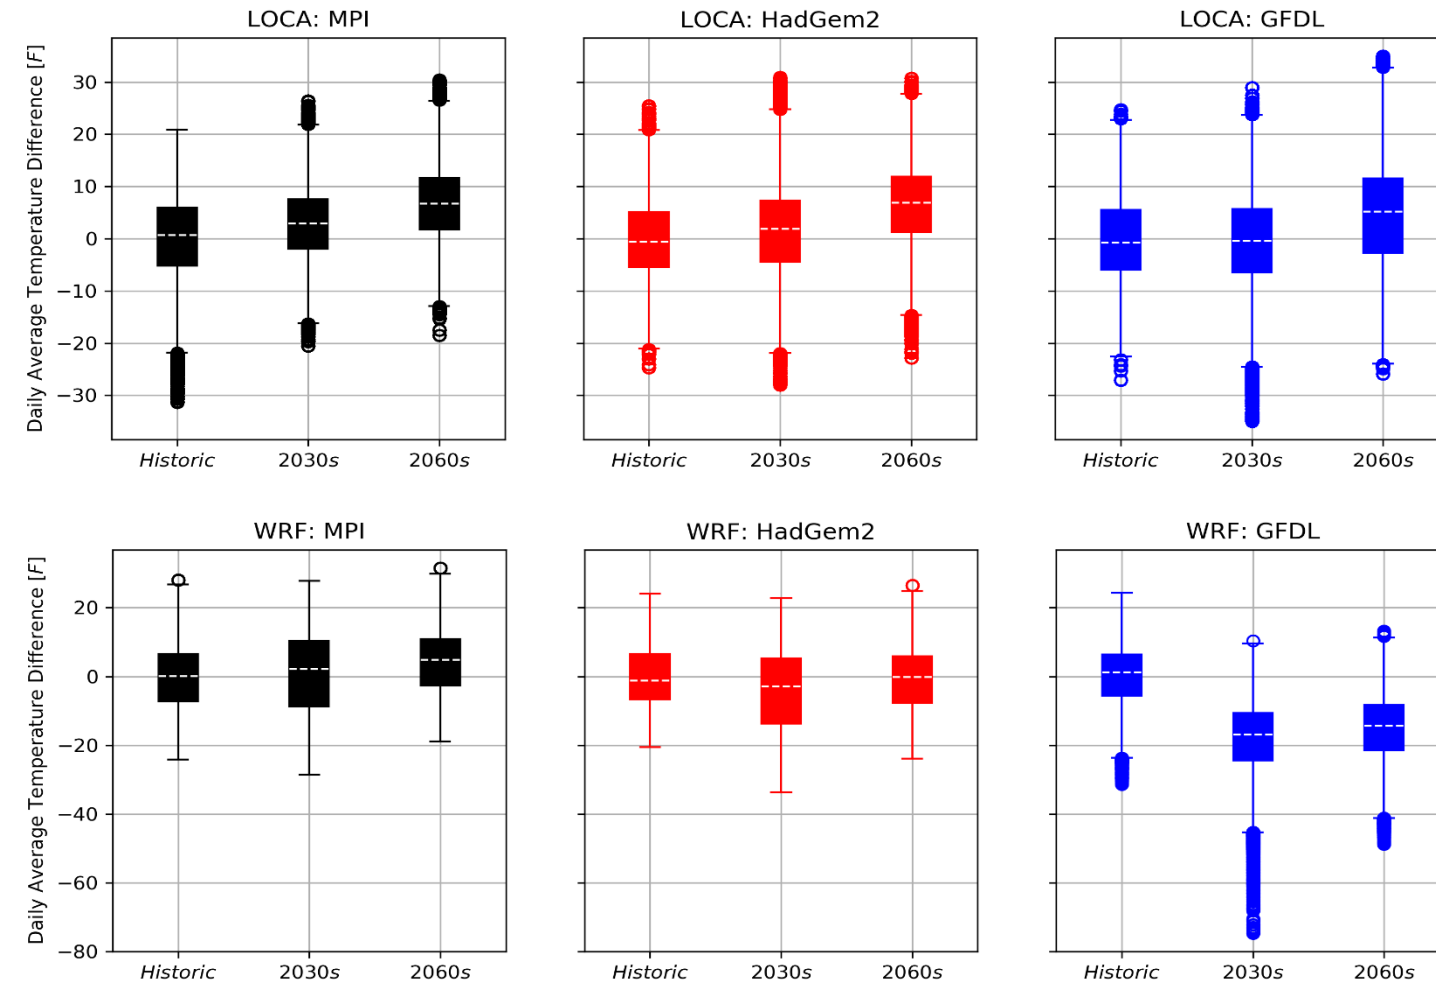 LOCA: MPI
LOCA: HadGem2
LOCA: GFDL
Daily Average Temperature Difference [F]
30
20
10
0
−10
−20
−30
Historic 2030s 2060s
Historic 2030s 2060s
Historic 2030s 2060s
WRF: MPI
WRF: HadGem2
WRF: GFDL
Daily Average Temperature Difference [F]
20
0
−20
−40
−60
−80
Historic 2030s 2060s
Historic 2030s 2060s
Historic 2030s 2060s